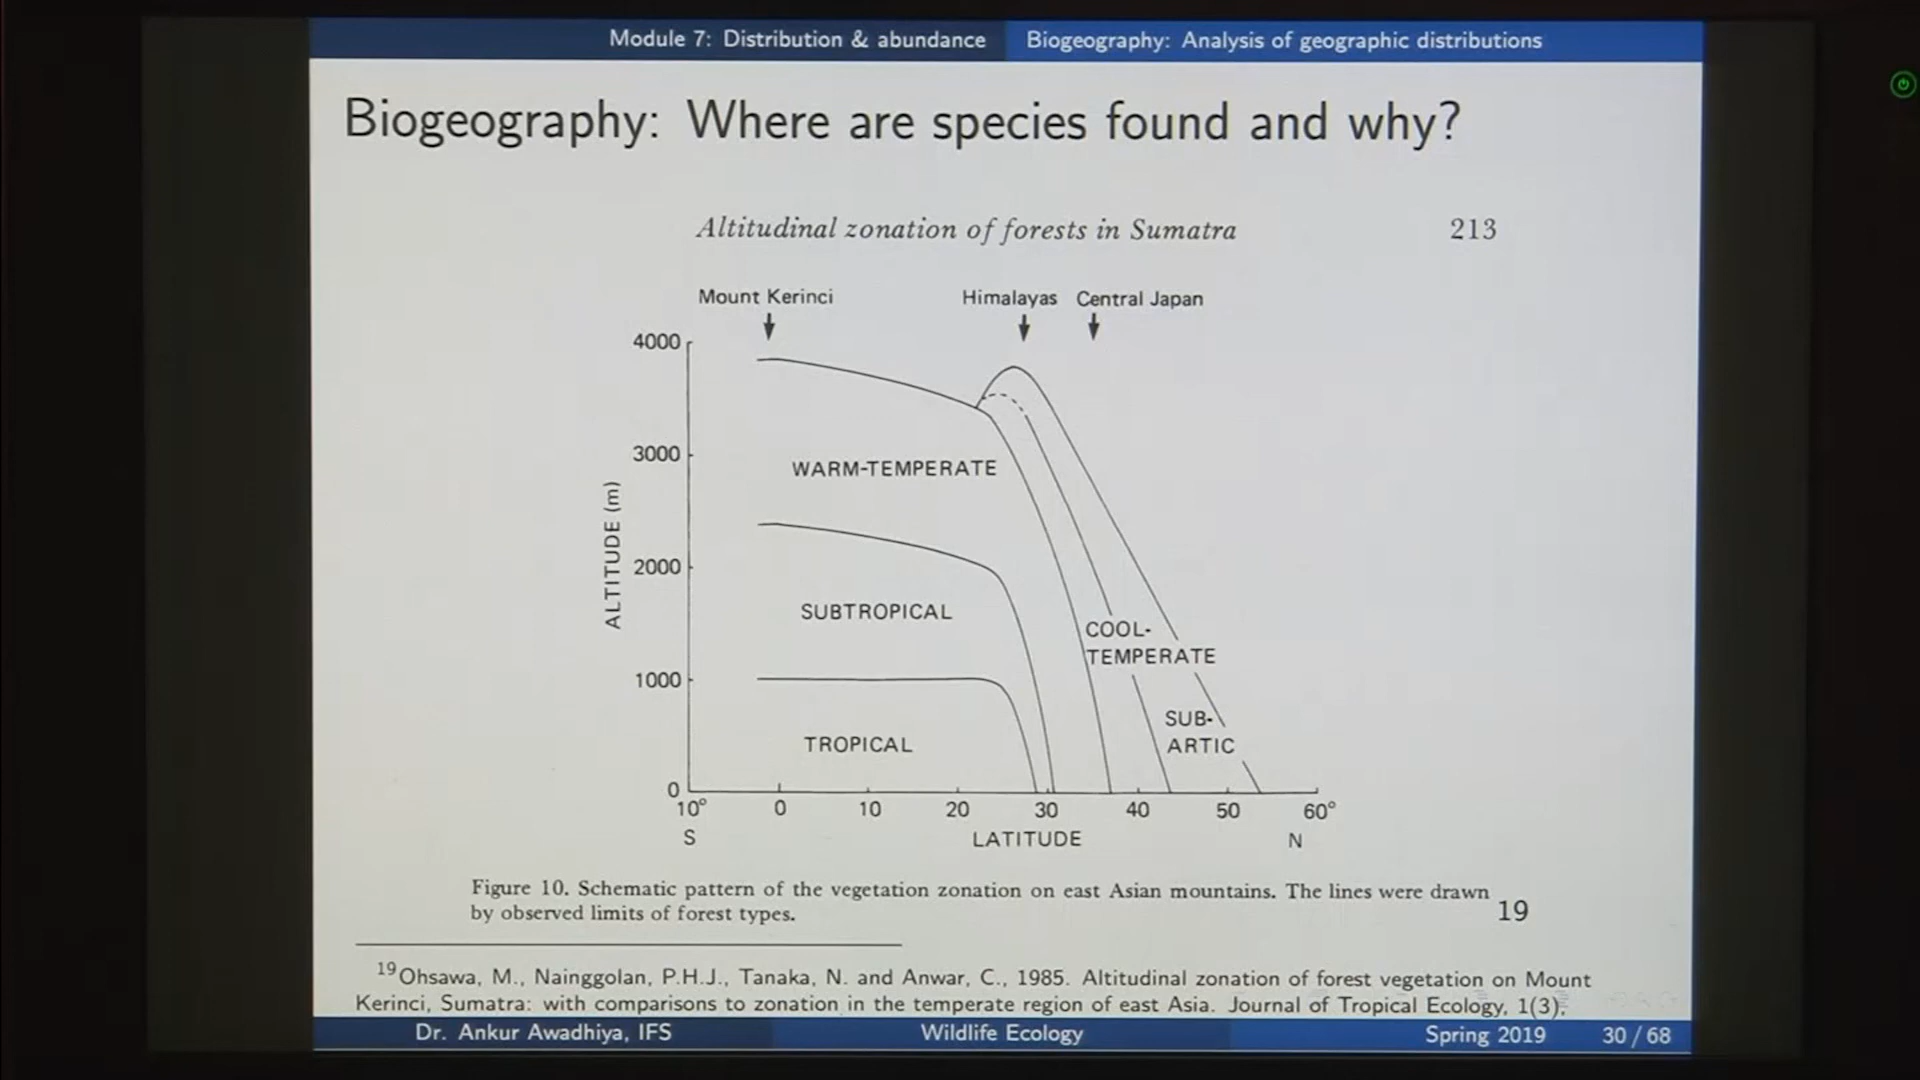 Module 7: Distribution & abundance
Biogeography: Analysis of geographic distributions
Biogeography: Where are species found and why?
Altitudinal zonation of forests in Sumatra 213
Mount Kerinci Himalayas Central Japan
4000
3000
2000
1000
0
ALTITUDE (m)
WARM-TEMPERATE
SUBTROPICAL
TROPICAL
COOL-
TEMPERATE
SUB-
ARTIC
10° 0 10 20 30 40 50 60°
S LATITUDE N
Figure 10. Schematic pattern of the vegetation zonation on east Asian mountains. The lines were drawn
by observed limits of forest types. 19
19 Ohsawa, M., Nainggolan, P.H.J., Tanaka, N. and Anwar, C., 1985. Altitudinal zonation of forest vegetation on Mount
Kerinci, Sumatra: with comparisons to zonation in the temperate region of east Asia. Journal of Tropical Ecology, 1(3),
Dr. Ankur Awadhiya, IFS Wildlife Ecology Spring 2019 30 / 68